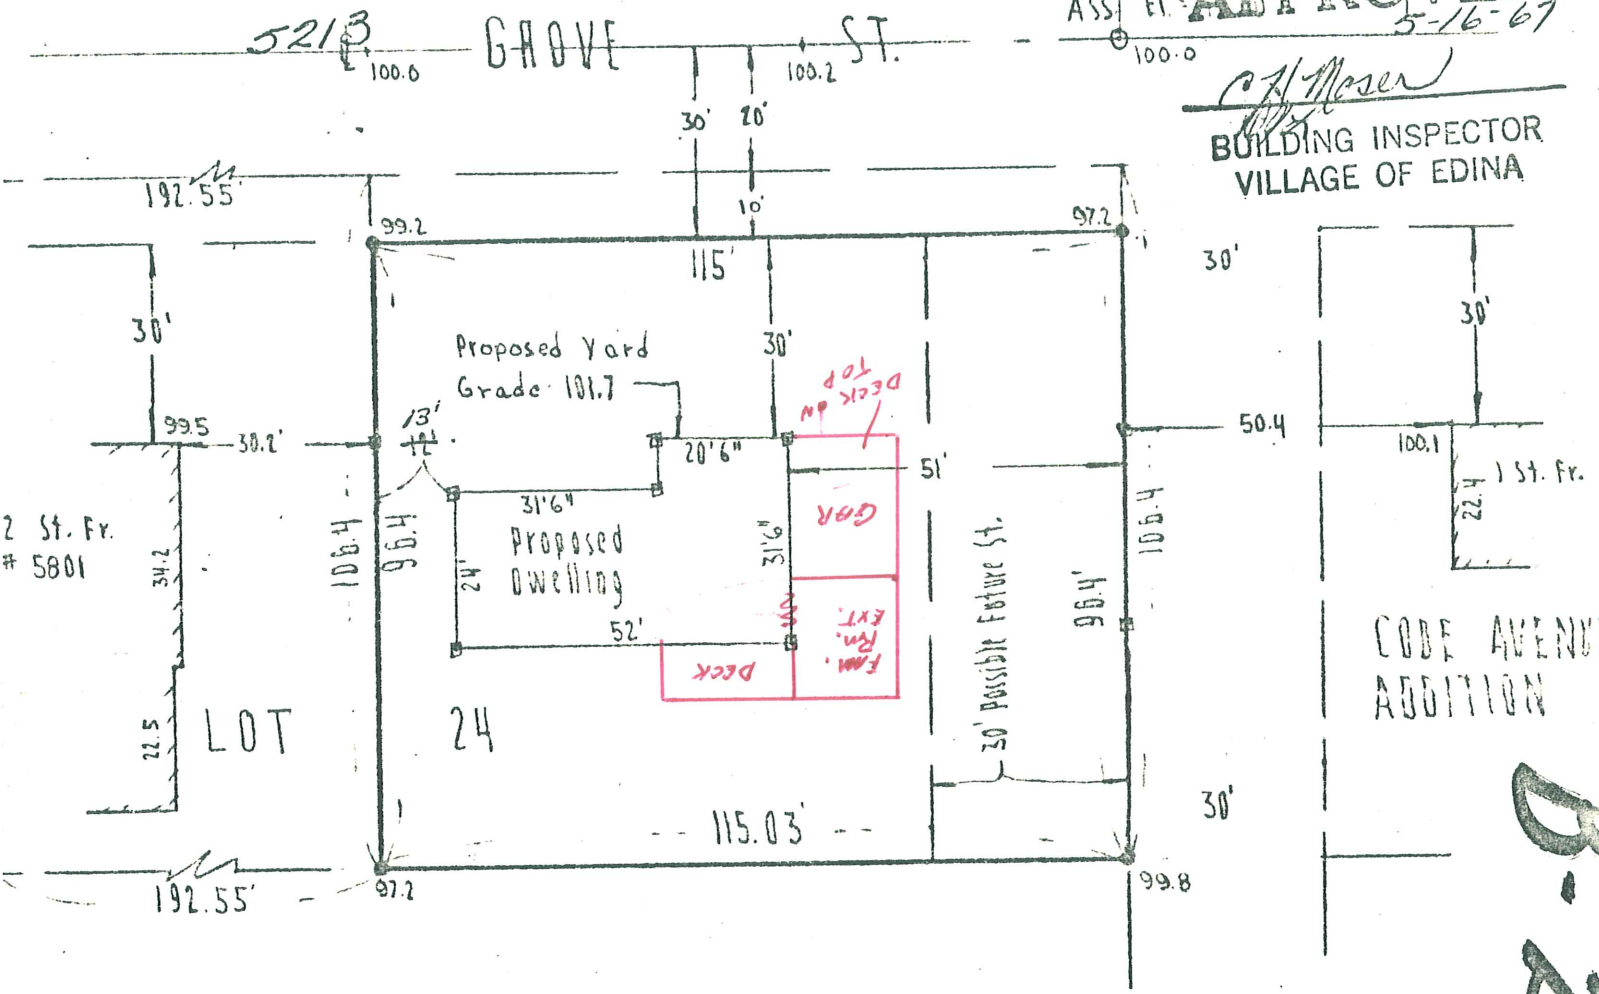 5213
GROVE ST.
5-16-67
100.0
100.2
100.0
C H Moser
BUILDING INSPECTOR
VILLAGE OF EDINA
30'
20'
192.55'
10'
99.2
97.2
115'
30'
30'
30'
30'
Proposed Yard
Grade 101.7
DECK
ON TOP
99.5
30.2'
13'
20'6"
51'
50.4
100.1
31'6"
GAR
1 St. Fr.
22.4
2 St. Fr.
# 5801
34.2
106.4
96.4
24'
Proposed
Dwelling
31'6"
FAM.
RM.
EXT.
30' Possible Future St.
96.4'
106.4
52'
DECK
CODE AVENU
ADDITION
22.5
LOT
24
115.03'
30'
192.55'
97.2
99.8
B-